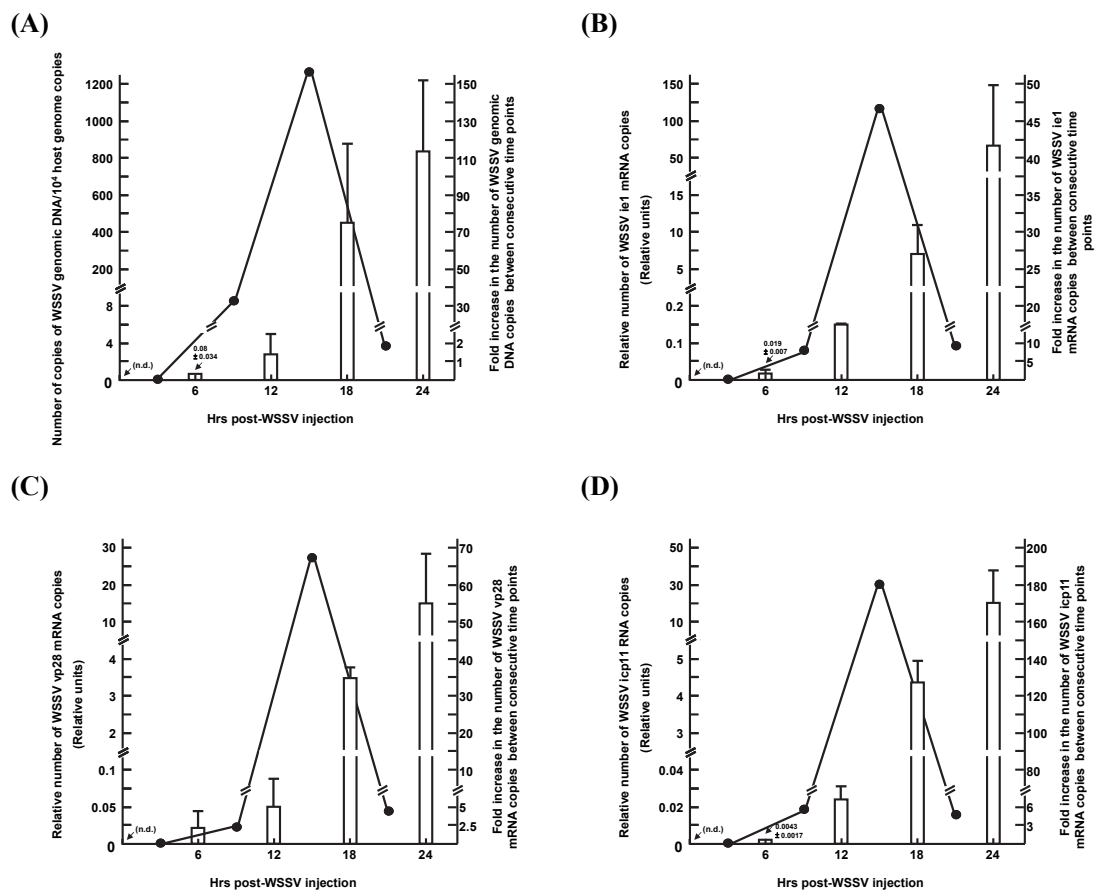 (A)
Number of copies of WSSV genomic DNA/10⁴ host genome copies
1200
1000
800
600
400
200
8
4
0
(n.d.)
0.08
±0.034
150
130
110
90
70
50
30
2
1
Fold increase in the number of WSSV genomic
DNA copies between consecutive time points
6 12 18 24
Hrs post-WSSV injection
(B)
Relative number of WSSV ie1 mRNA copies
(Relative units)
150
100
50
15
10
5
0.2
0.1
0
(n.d.)
0.019
±0.007
50
45
40
35
30
25
20
10
5
Fold increase in the number of WSSV ie1
mRNA copies between consecutive time
points
6 12 18 24
Hrs post-WSSV injection
(C)
Relative number of WSSV vp28 mRNA copies
(Relative units)
30
20
10
4
3
2
0.1
0.05
0
(n.d.)
70
60
50
40
30
20
10
5
2.5
Fold increase in the number of WSSV vp28
mRNA copies between consecutive time points
6 12 18 24
Hrs post-WSSV injection
(D)
Relative number of WSSV icp11 RNA copies
(Relative units)
50
30
10
5
4
3
0.04
0.02
0
(n.d.)
0.0043
± 0.0017
200
180
160
140
120
100
80
6
3
Fold increase in the number of WSSV icp11
mRNA copies between consecutive time points
6 12 18 24
Hrs post-WSSV injection